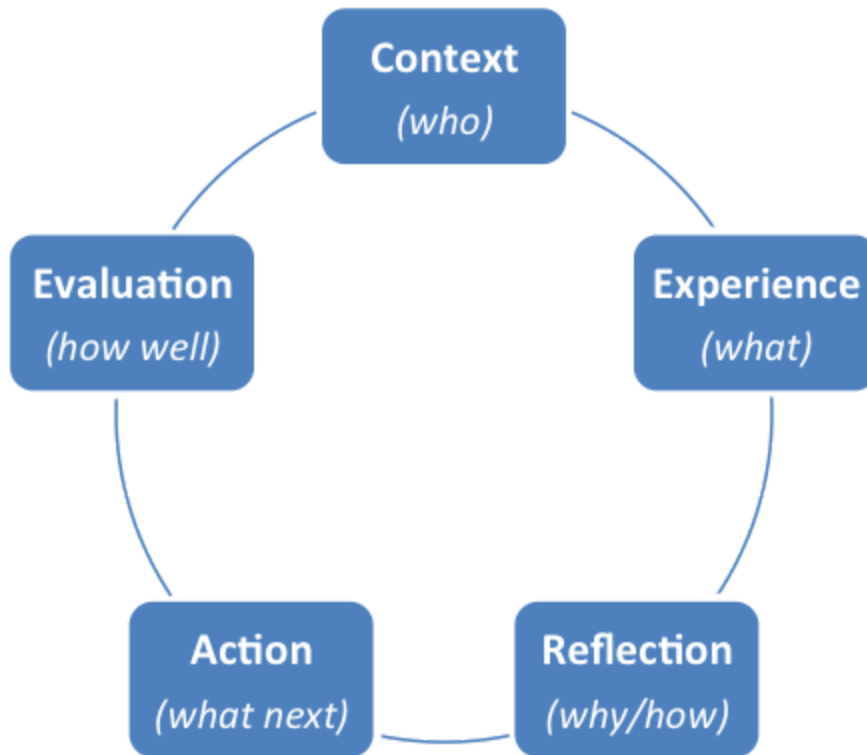 Context
(who)
Experience
(what)
Reflection
(why/how)
Action
(what next)
Evaluation
(how well)